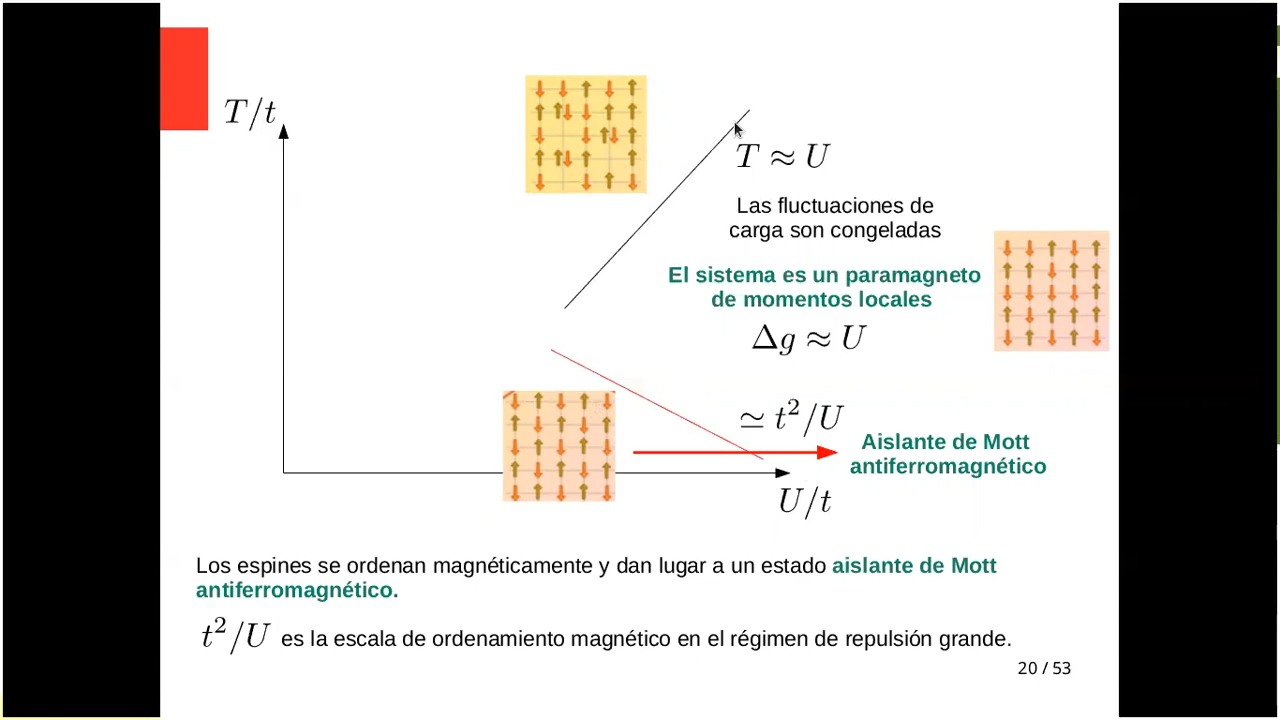 T/t
T ≈ U
Las fluctuaciones de
carga son congeladas
El sistema es un paramagneto
de momentos locales
Δg ≈ U
≃ t²/U
Aislante de Mott
antiferromagnético
U/t
Los espines se ordenan magnéticamente y dan lugar a un estado aislante de Mott
antiferromagnético.
t²/U es la escala de ordenamiento magnético en el régimen de repulsión grande.
20 / 53